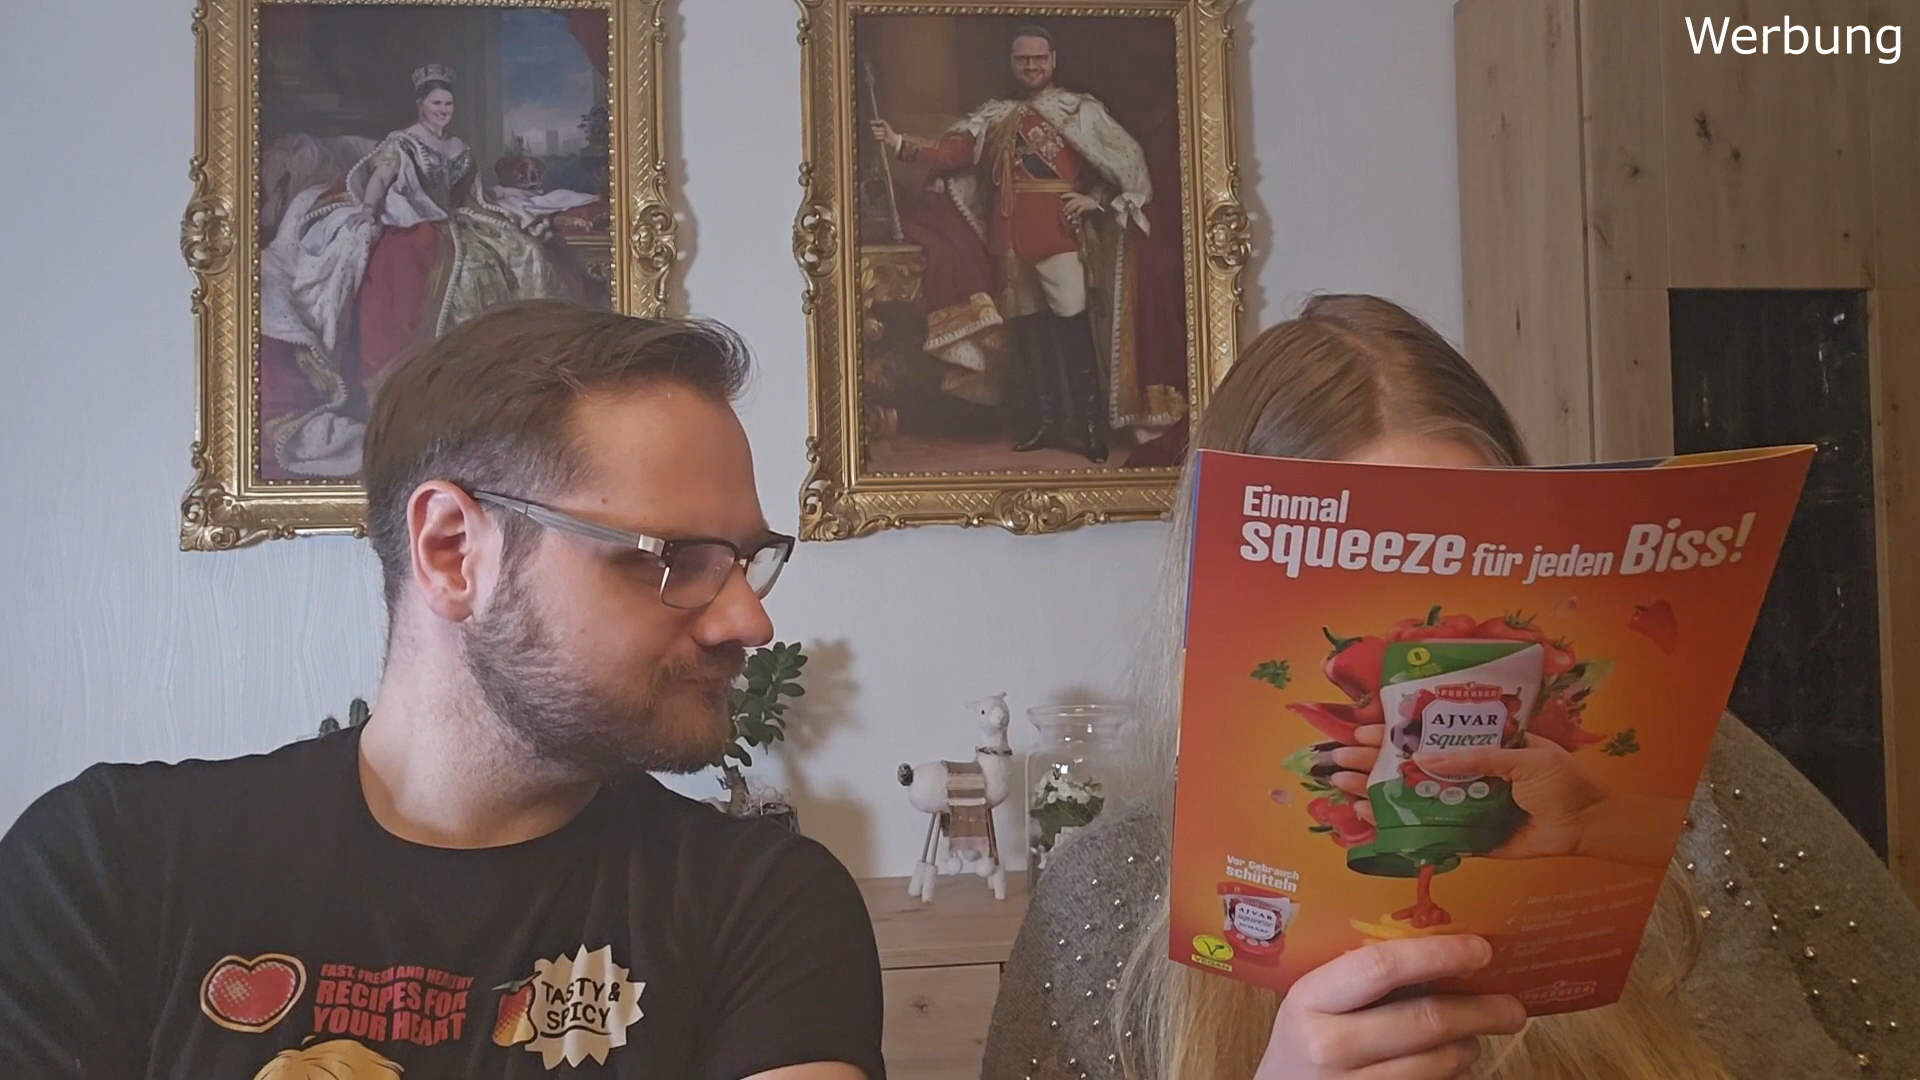 Werbung
Einmal
squeeze für jeden Biss!
PODRAVKA
AJVAR
squeeze
Vor Gebrauch
schütteln
AJVAR
VEGAN
FAST, FRESH AND HEALTHY
RECIPES FOR
YOUR HEART
TASTY &
SPICY